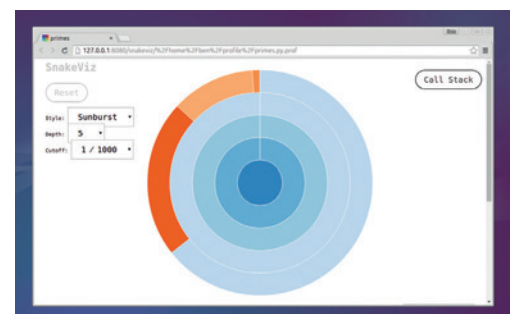 primes
127.0.0.1:8080/snakeviz/%2Fhome%2Fben%2Fprofile%2Fprimes.py.prof
SnakeViz
Call Stack
Reset
Style: Sunburst
Depth: 5
Cutoff: 1 / 1000